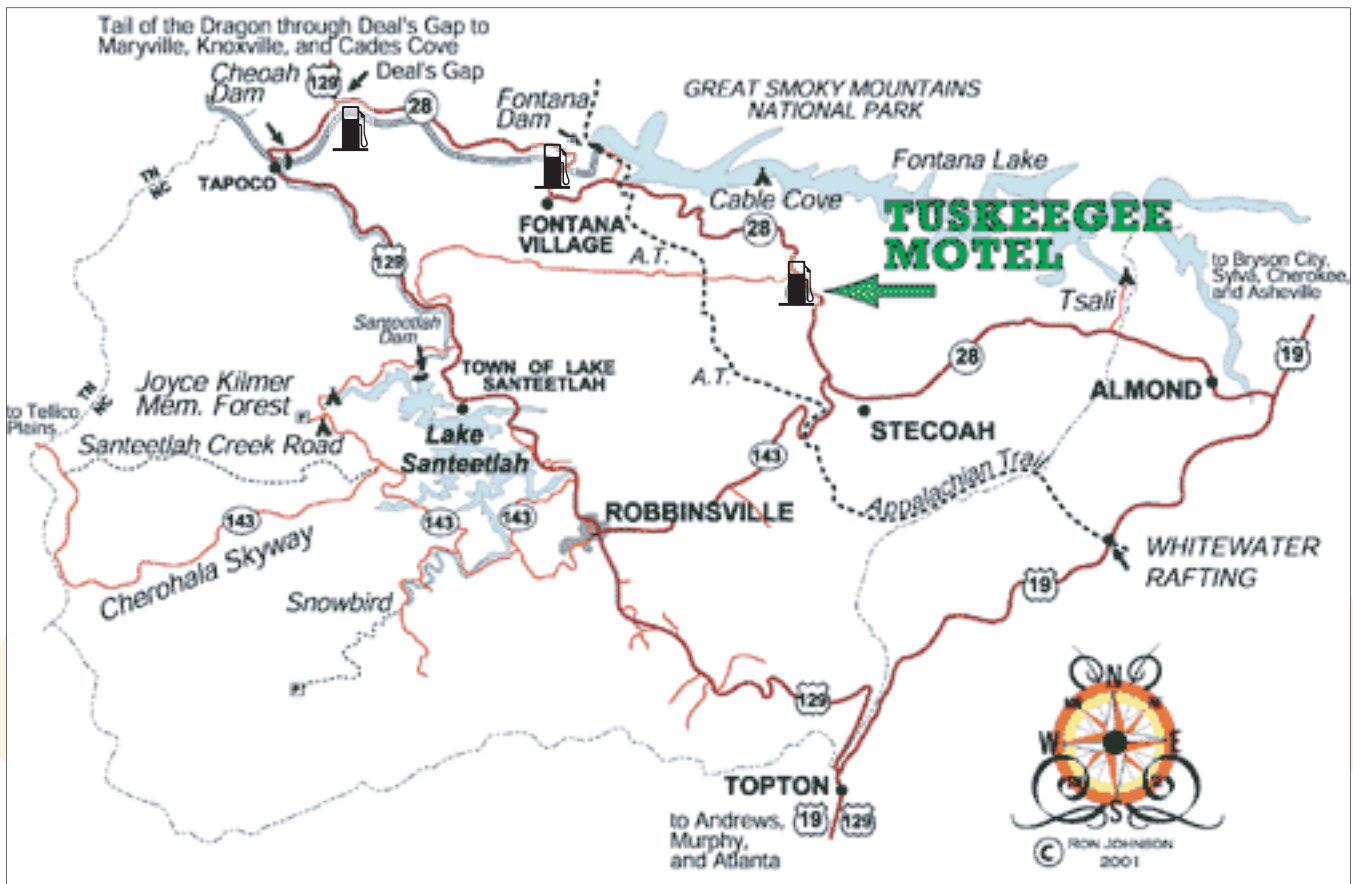 Tail of the Dragon through Deal's Gap to
Maryville, Knoxville, and Cades Cove
Cheoah
Dam
129
Deal's Gap
28
Fontana
Dam
GREAT SMOKY MOUNTAINS
NATIONAL PARK
Fontana Lake
TN
NC
TAPOCO
Cable Cove
FONTANA
VILLAGE
28
TUSKEEGEE
MOTEL
A.T.
129
to Bryson City,
Sylva, Cherokee,
and Asheville
Tsali
Santeetlah
Dam
28
19
TOWN OF LAKE
SANTEETLAH
A.T.
ALMOND
Joyce Kilmer
Mem. Forest
P
TN
NC
to Tellico
Plains
Santeetlah Creek Road
Lake
Santeetlah
STECOAH
143
Appalachian Trail
143
143
143
ROBBINSVILLE
Cherohala Skyway
WHITEWATER
RAFTING
Snowbird
19
P
129
N
W
E
S
TOPTON
19
129
to Andrews,
Murphy,
and Atlanta
© RON JOHNSON
2001